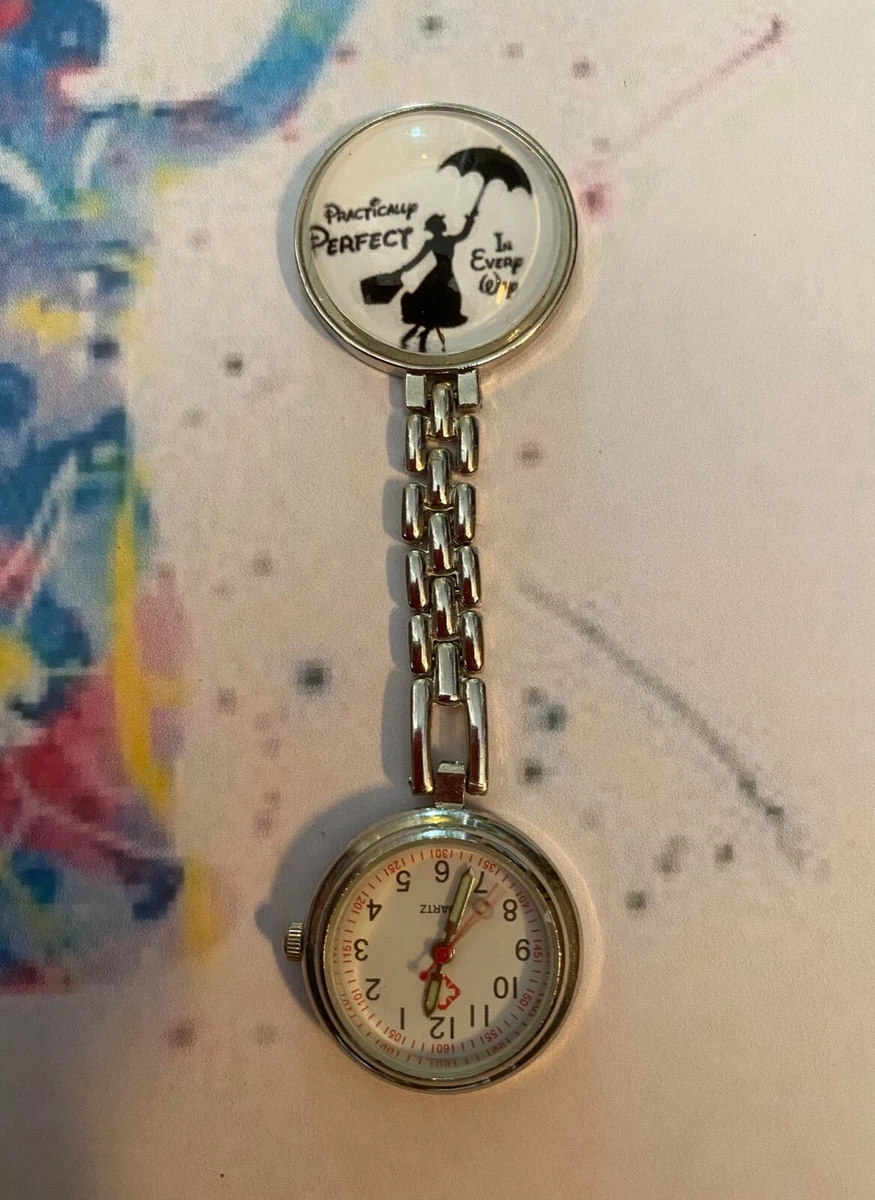 PRACTICALLY
PERFECT
IN
EVERY
WAY
6
5 7
4 8
3 9
2 10
1 12 11